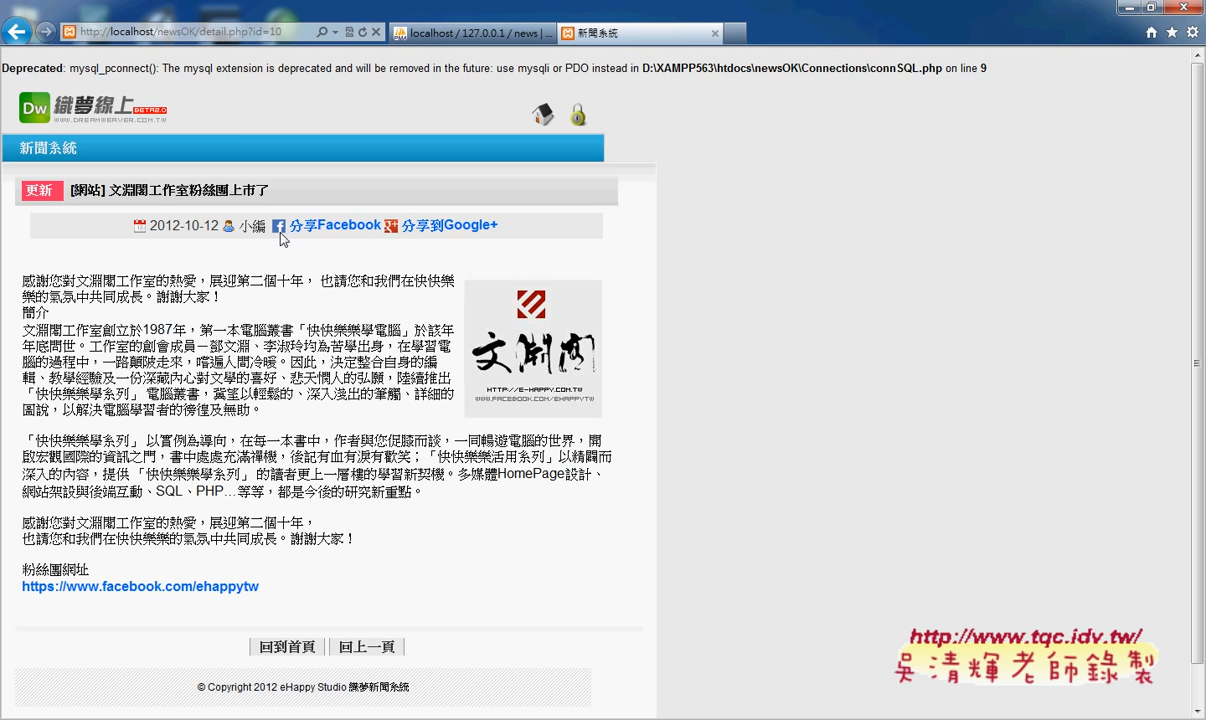 http://localhost/newsOK/detail.php?id=10
localhost / 127.0.0.1 / news | ...
新聞系統
Deprecated: mysql_pconnect(): The mysql extension is deprecated and will be removed in the future: use mysqli or PDO instead in D:\XAMPP563\htdocs\newsOK\Connections\connSQL.php on line 9
Dw 織夢線上 BETA2.0
WWW.DREAMWEAVER.COM.TW
新聞系統
更新 [網站] 文淵閣工作室粉絲團上市了
2012-10-12 小編 分享Facebook 分享到Google+
感謝您對文淵閣工作室的熱愛，展迎第二個十年， 也請您和我們在快快樂
樂的氣氛中共同成長。謝謝大家！
簡介
文淵閣工作室創立於1987年，第一本電腦叢書「快快樂樂學電腦」於該年
年底問世。工作室的創會成員－鄧文淵、李淑玲均為苦學出身，在學習電
腦的過程中，一路顛陂走來，嚐遍人間冷暖。因此，決定整合自身的編
輯、教學經驗及一份深藏內心對文學的喜好、悲天憫人的弘願，陸續推出
「快快樂樂學系列」 電腦叢書，冀望以輕鬆的、深入淺出的筆觸、詳細的
圖說，以解決電腦學習者的徬徨及無助。
文淵閣
HTTP://E-HAPPY.COM.TW
WWW.FACEBOOK.COM/EHAPPYTW
「快快樂樂學系列」 以實例為導向，在每一本書中，作者與您促膝而談，一同暢遊電腦的世界，開
啟宏觀國際的資訊之門，書中處處充滿禪機，後記有血有淚有歡笑；「快快樂樂活用系列」以精闢而
深入的內容，提供 「快快樂樂學系列」 的讀者更上一層樓的學習新契機。多媒體HomePage設計、
網站架設與後端互動、SQL、PHP…等等，都是今後的研究新重點。
感謝您對文淵閣工作室的熱愛，展迎第二個十年，
也請您和我們在快快樂樂的氣氛中共同成長。謝謝大家！
粉絲團網址
https://www.facebook.com/ehappytw
回到首頁 回上一頁
© Copyright 2012 eHappy Studio 織夢新聞系統
http://www.tqc.idv.tw/
吳清輝老師錄製